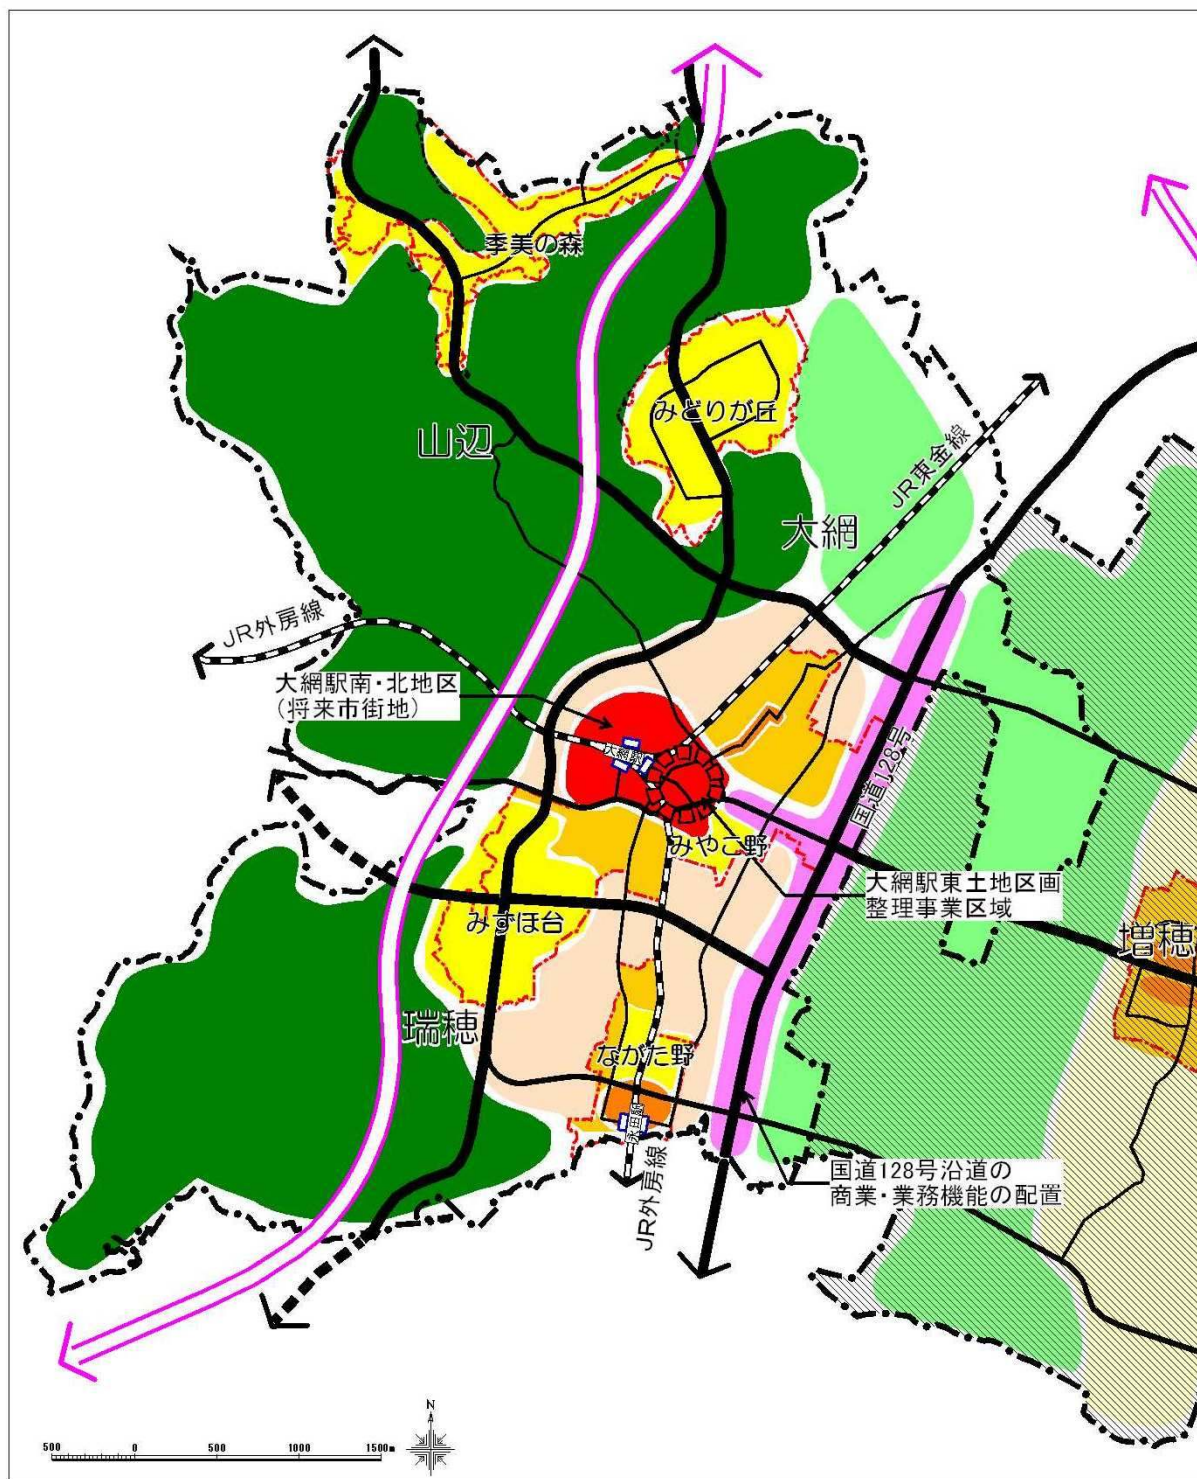 季美の森
みどりが丘
山辺
JR東金線
大網
JR外房線
大網駅南・北地区
(将来市街地)
大網駅
国道128号
みやこ野
大網駅東土地区画
整理事業区域
みずほ台
増穂
瑞穂
ながた野
永田駅
国道128号沿道の
商業・業務機能の配置
JR外房線
N
500 0 500 1000 1500m